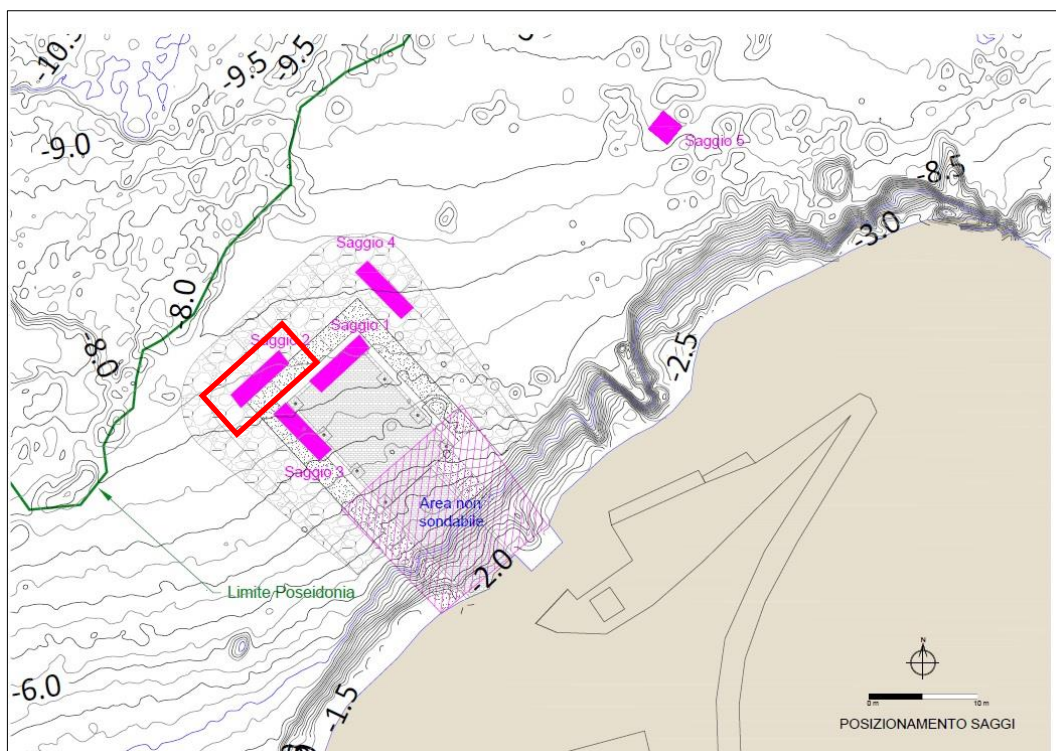 -10.
-9.5
-9.5
-9.0
Saggio 5
-8.5
-3.0
Saggio 4
-8.0
-8.0
Saggio 1
Saggio 2
-2.5
Saggio 3
Area non
sondabile
-2.0
Limite Poseidonia
-6.0
-1.5
N
0 m
10 m
POSIZIONAMENTO SAGGI